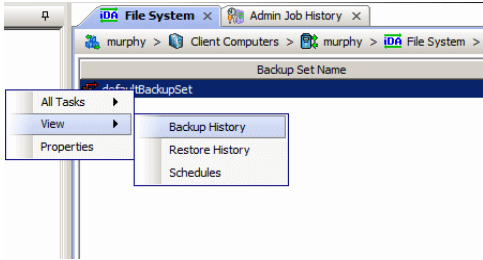 iDA File System × Admin Job History ×
murphy > Client Computers > murphy > iDA File System >
Backup Set Name
defaultBackupSet
All Tasks
View
Properties
Backup History
Restore History
Schedules